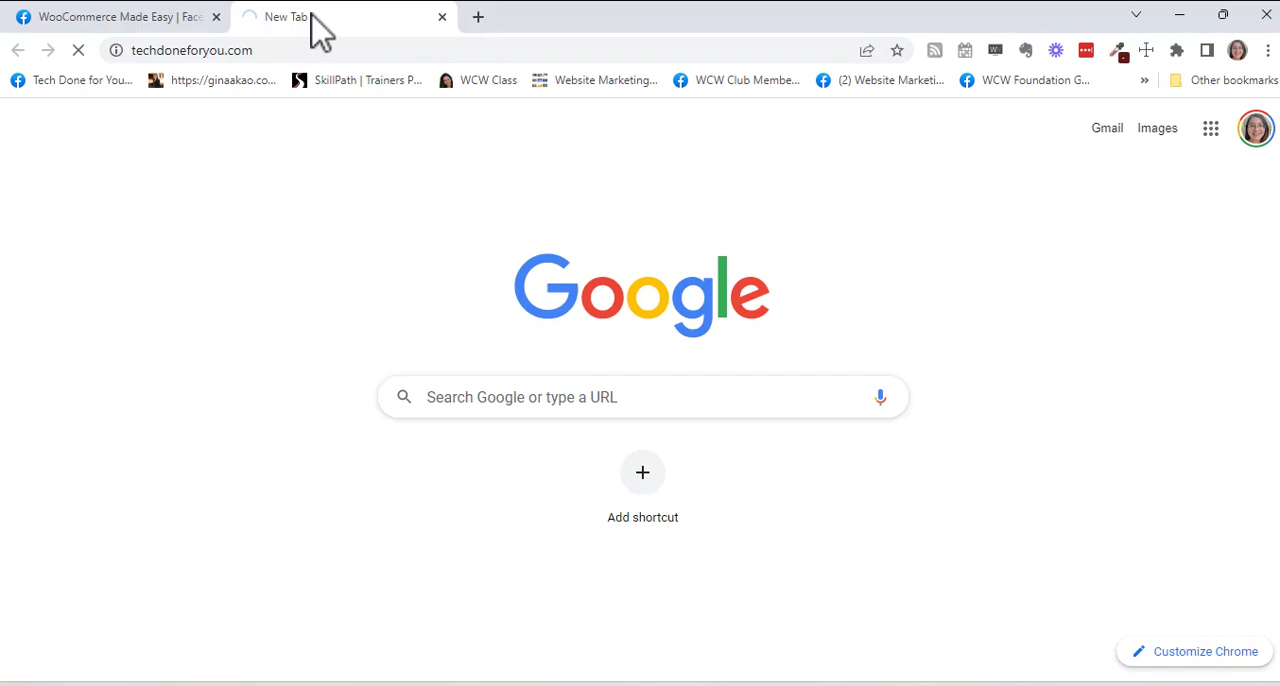 WooCommerce Made Easy | Face
New Tab
techdoneforyou.com
Tech Done for You... https://ginaakao.co... SkillPath | Trainers P... WCW Class Website Marketing... WCW Club Membe... (2) Website Marketi... WCW Foundation G... » Other bookmarks
Gmail Images
Google
Search Google or type a URL
Add shortcut
Customize Chrome